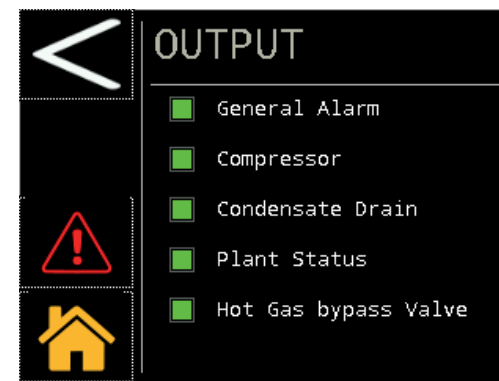 OUTPUT
General Alarm
Compressor
Condensate Drain
Plant Status
Hot Gas bypass Valve